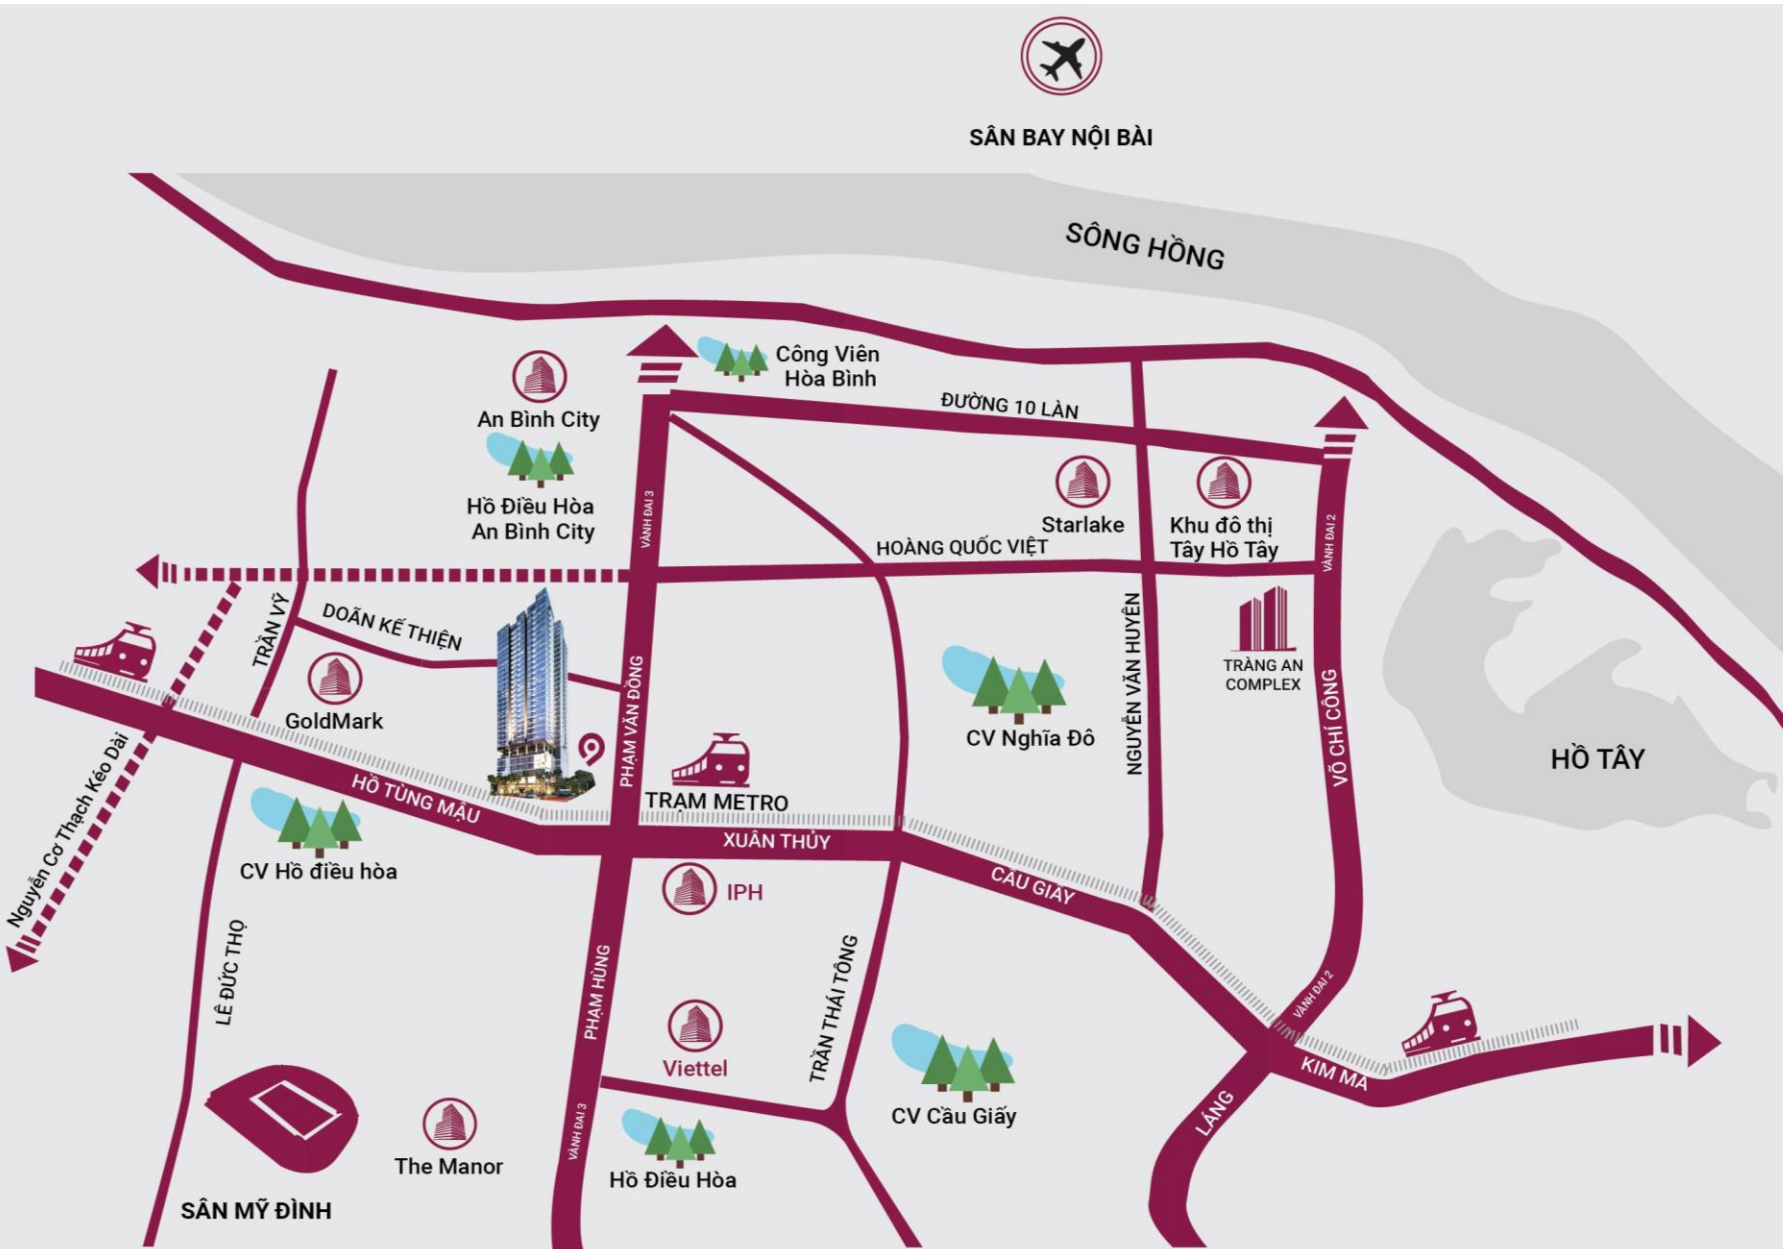 SÂN BAY NỘI BÀI
SÔNG HỒNG
Công Viên
Hòa Bình
An Bình City
ĐƯỜNG 10 LÀN
Hồ Điều Hòa
An Bình City
VÀNH ĐAI 3
Starlake
Khu đô thị
Tây Hồ Tây
VÀNH ĐAI 2
HOÀNG QUỐC VIỆT
TRẦN VỸ
DOÃN KẾ THIỆN
NGUYỄN VĂN HUYÊN
TRÀNG AN
COMPLEX
GoldMark
PHẠM VĂN ĐỒNG
CV Nghĩa Đô
VÕ CHÍ CÔNG
HỒ TÂY
Nguyễn Cơ Thạch Kéo Dài
HỒ TÙNG MẬU
TRẠM METRO
XUÂN THỦY
CV Hồ điều hòa
IPH
CẦU GIẤY
LÊ ĐỨC THỌ
PHẠM HÙNG
TRẦN THÁI TÔNG
VÀNH ĐAI 2
Viettel
KIM MÃ
LÁNG
CV Cầu Giấy
VÀNH ĐAI 3
The Manor
Hồ Điều Hòa
SÂN MỸ ĐÌNH